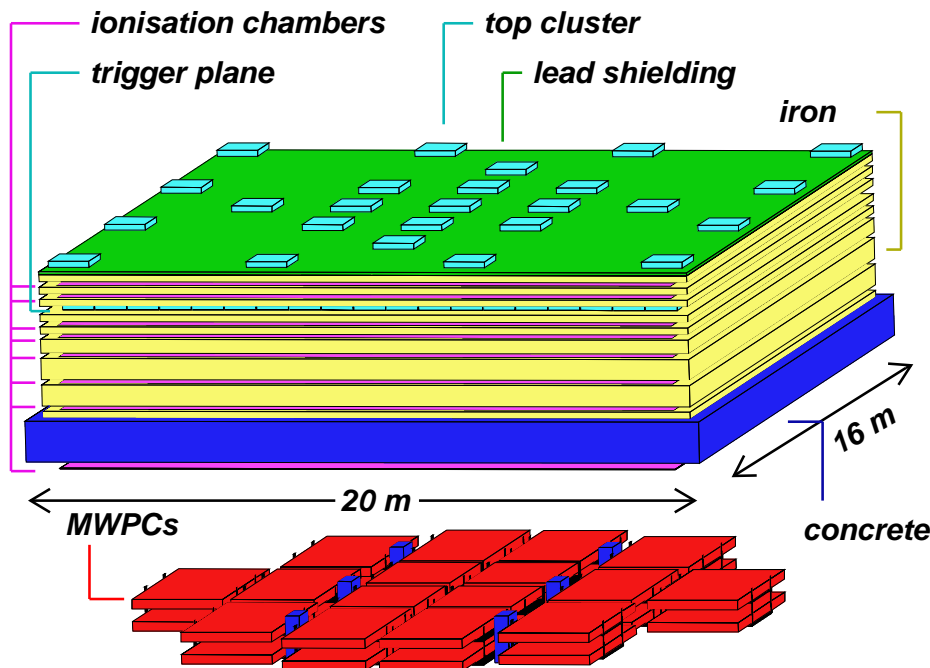 ionisation chambers
top cluster
trigger plane
lead shielding
iron
16 m
20 m
MWPCs
concrete